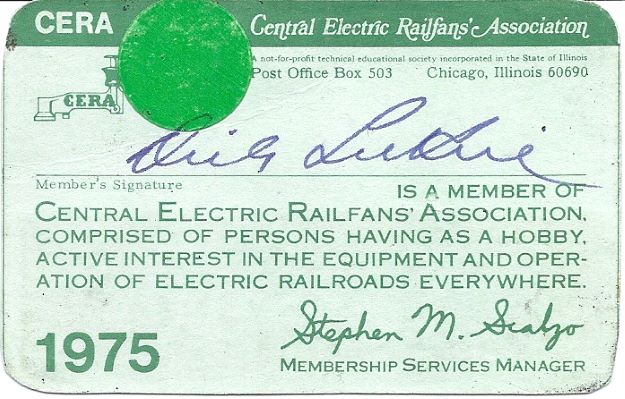 CERA Central Electric Railfans' Association
not-for-profit technical educational society incorporated in the State of Illinois
Post Office Box 503 Chicago, Illinois 60690
CERA
Member's Signature
IS A MEMBER OF
CENTRAL ELECTRIC RAILFANS' ASSOCIATION,
COMPRISED OF PERSONS HAVING AS A HOBBY,
ACTIVE INTEREST IN THE EQUIPMENT AND OPER-
ATION OF ELECTRIC RAILROADS EVERYWHERE.
Stephen M. Scalzo
1975 MEMBERSHIP SERVICES MANAGER